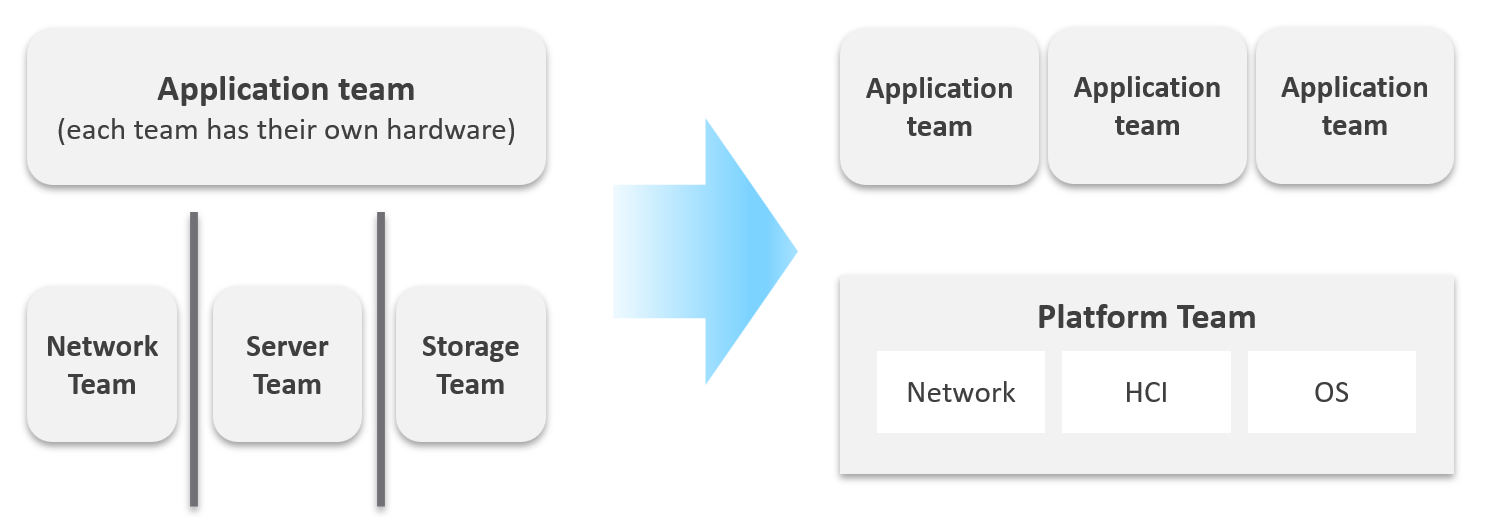 Application team
(each team has their own hardware)
Network
Team
Server
Team
Storage
Team
Application
team
Application
team
Application
team
Platform Team
Network
HCI
OS